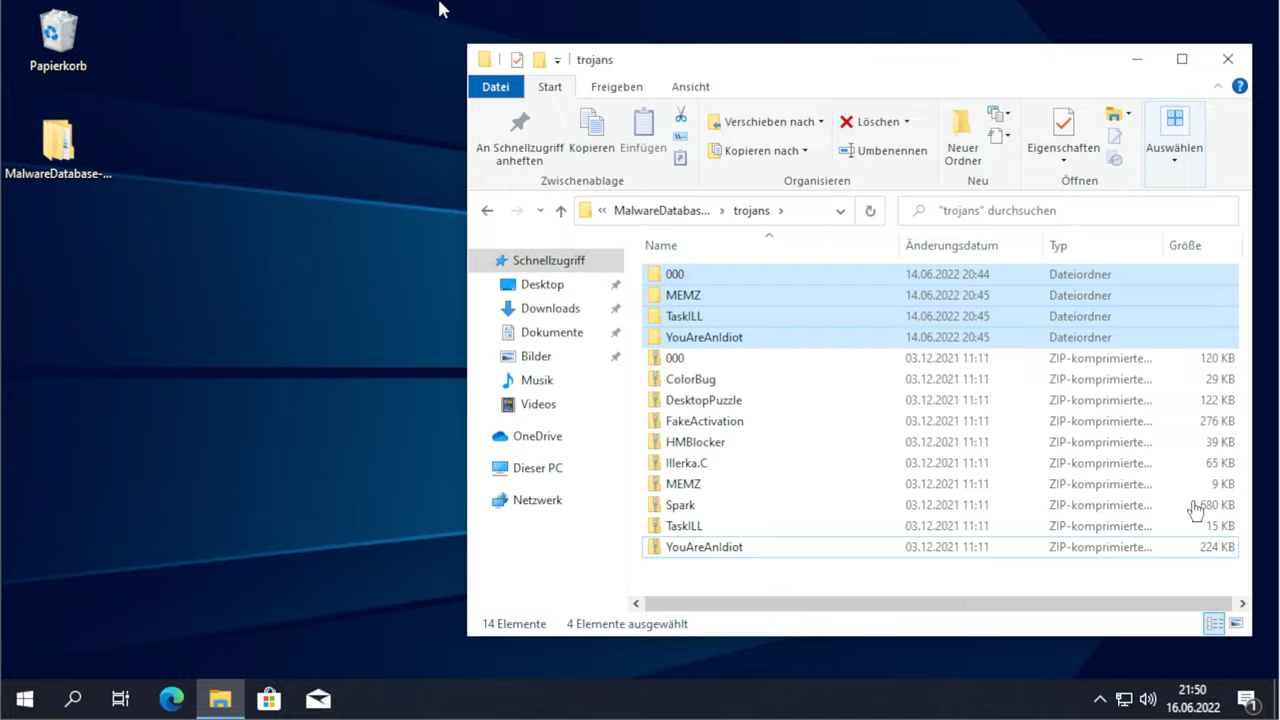 Papierkorb
MalwareDatabase-...
trojans
Datei Start Freigeben Ansicht
An Schnellzugriff anheften
Kopieren
Einfügen
Zwischenablage
Verschieben nach
Kopieren nach
Löschen
Umbenennen
Organisieren
Neuer Ordner
Neu
Eigenschaften
Öffnen
Auswählen
« MalwareDatabas... › trojans ›
"trojans" durchsuchen
Schnellzugriff
Desktop
Downloads
Dokumente
Bilder
Musik
Videos
OneDrive
Dieser PC
Netzwerk
Name Änderungsdatum Typ Größe
000 14.06.2022 20:44 Dateiordner
MEMZ 14.06.2022 20:45 Dateiordner
TaskILL 14.06.2022 20:45 Dateiordner
YouAreAnIdiot 14.06.2022 20:45 Dateiordner
000 03.12.2021 11:11 ZIP-komprimierte... 120 KB
ColorBug 03.12.2021 11:11 ZIP-komprimierte... 29 KB
DesktopPuzzle 03.12.2021 11:11 ZIP-komprimierte... 122 KB
FakeActivation 03.12.2021 11:11 ZIP-komprimierte... 276 KB
HMBlocker 03.12.2021 11:11 ZIP-komprimierte... 39 KB
Illerka.C 03.12.2021 11:11 ZIP-komprimierte... 65 KB
MEMZ 03.12.2021 11:11 ZIP-komprimierte... 9 KB
Spark 03.12.2021 11:11 ZIP-komprimierte... 680 KB
TaskILL 03.12.2021 11:11 ZIP-komprimierte... 15 KB
YouAreAnIdiot 03.12.2021 11:11 ZIP-komprimierte... 224 KB
14 Elemente 4 Elemente ausgewählt
21:50
16.06.2022
1